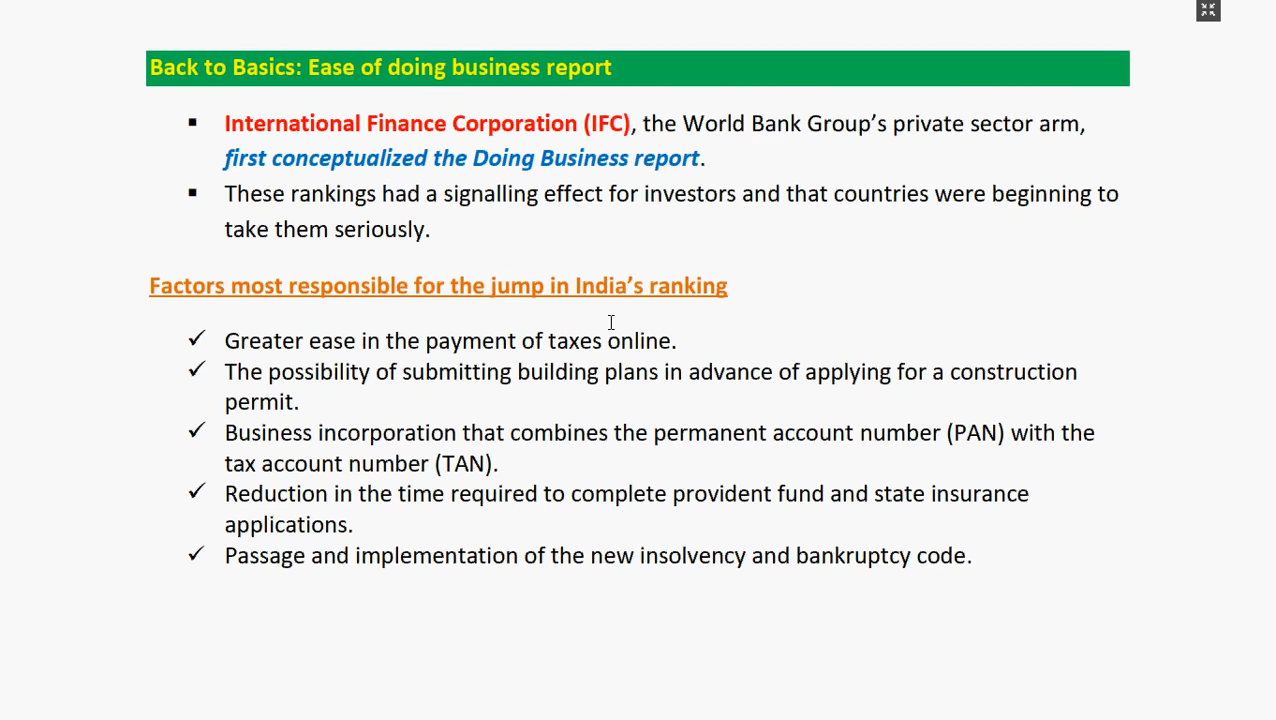 Back to Basics: Ease of doing business report
▪ International Finance Corporation (IFC), the World Bank Group’s private sector arm,
first conceptualized the Doing Business report.
▪ These rankings had a signalling effect for investors and that countries were beginning to
take them seriously.
Factors most responsible for the jump in India’s ranking
✓ Greater ease in the payment of taxes online.
✓ The possibility of submitting building plans in advance of applying for a construction
permit.
✓ Business incorporation that combines the permanent account number (PAN) with the
tax account number (TAN).
✓ Reduction in the time required to complete provident fund and state insurance
applications.
✓ Passage and implementation of the new insolvency and bankruptcy code.